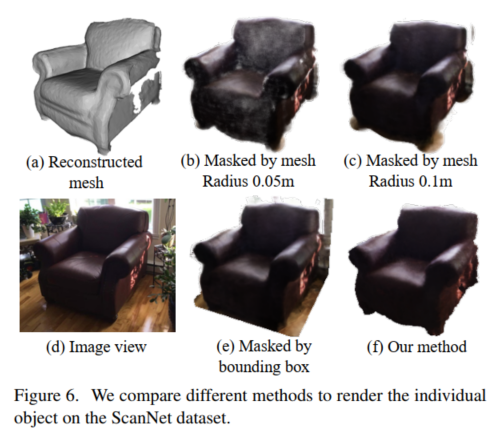 (a) Reconstructed
mesh
(b) Masked by mesh
Radius 0.05m
(c) Masked by mesh
Radius 0.1m
(d) Image view
(e) Masked by
bounding box
(f) Our method
Figure 6. We compare different methods to render the individual
object on the ScanNet dataset.